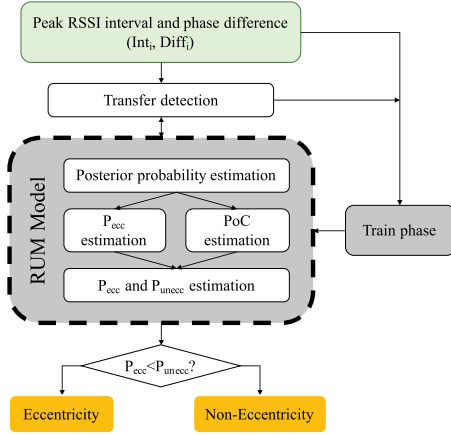 Peak RSSI interval and phase difference
(Intᵢ, Diffᵢ)
Transfer detection
RUM Model
Posterior probability estimation
Pecc
estimation
PoC
estimation
Pecc and Punecc estimation
Train phase
Pecc<Punecc?
Eccentricity
Non-Eccentricity